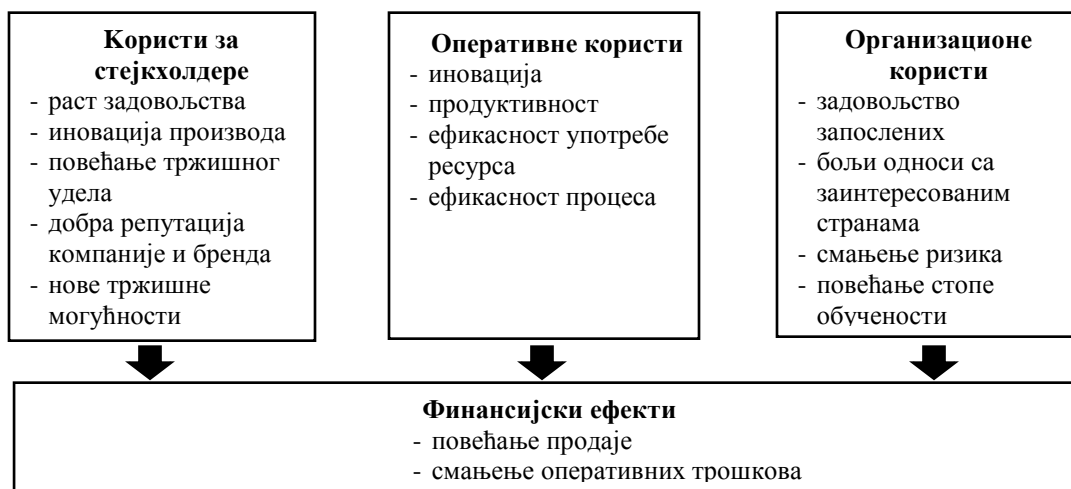 Користи за
стејкхолдере
- раст задовољства
- иновација производа
- повећање тржишног
удела
- добра репутација
компаније и бренда
- нове тржишне
могућности
Оперативне користи
- иновација
- продуктивност
- ефикасност употребе
ресурса
- ефикасност процеса
Организационе
користи
- задовољство
запослених
- бољи односи са
заинтересованим
странама
- смањење ризика
- повећање стопе
обучености
Финансијски ефекти
- повећање продаје
- смањење оперативних трошкова